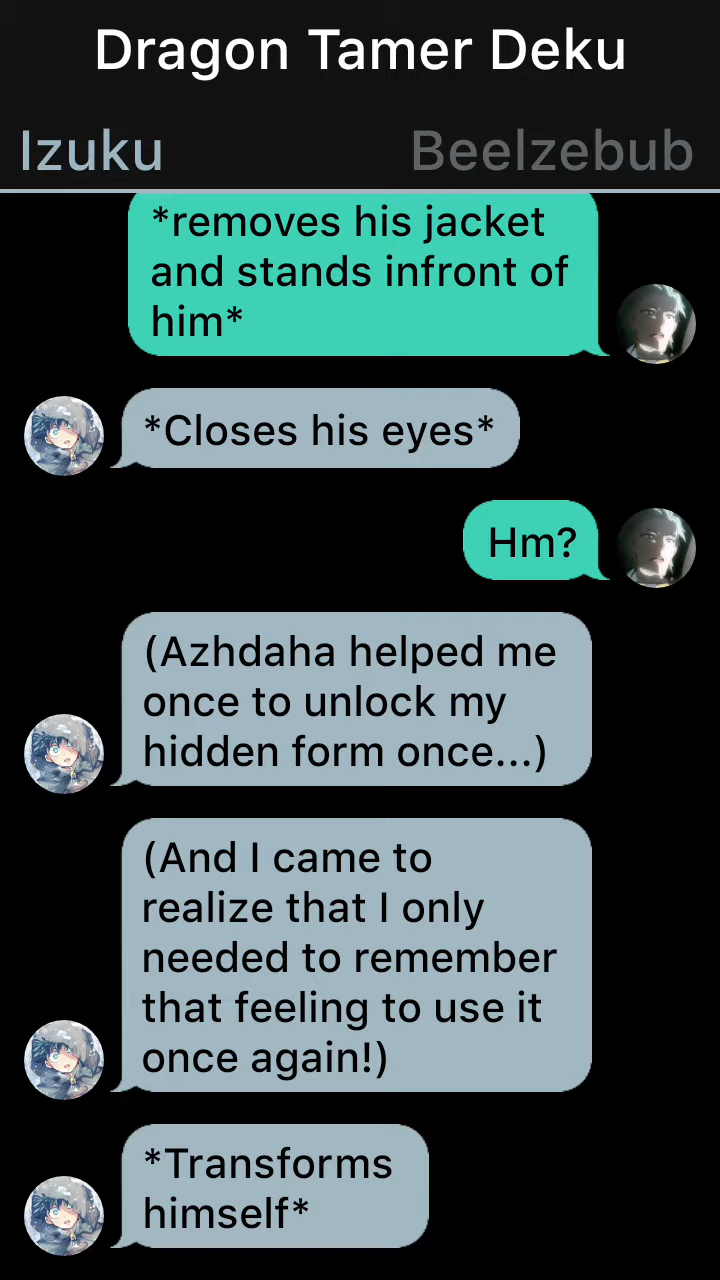 Dragon Tamer Deku
Izuku Beelzebub
*removes his jacket
and stands infront of
him*
*Closes his eyes*
Hm?
(Azhdaha helped me
once to unlock my
hidden form once...)
(And I came to
realize that I only
needed to remember
that feeling to use it
once again!)
*Transforms
himself*